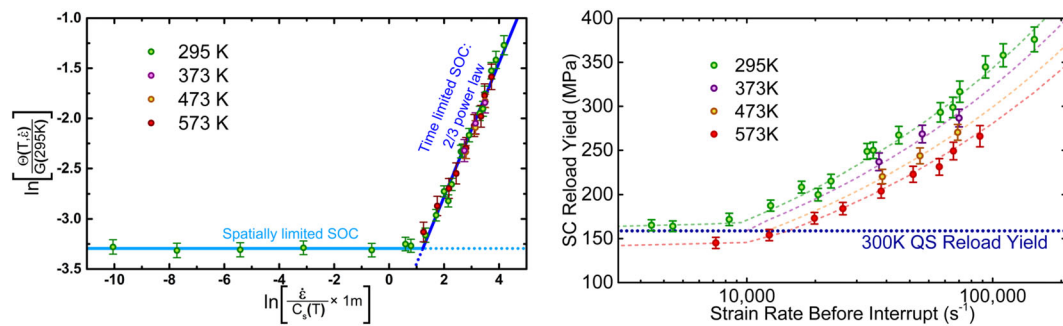 -1.0
-1.5
-2.0
-2.5
-3.0
-3.5
ln[Θ(T,ε̇)/G(295K)]
295 K
373 K
473 K
573 K
Time limited SOC:
2/3 power law
Spatially limited SOC
-10 -8 -6 -4 -2 0 2 4
ln[ε̇/Cₛ(T) × 1m]
400
350
300
250
200
150
100
SC Reload Yield (MPa)
295K
373K
473K
573K
300K QS Reload Yield
10,000 100,000
Strain Rate Before Interrupt (s⁻¹)